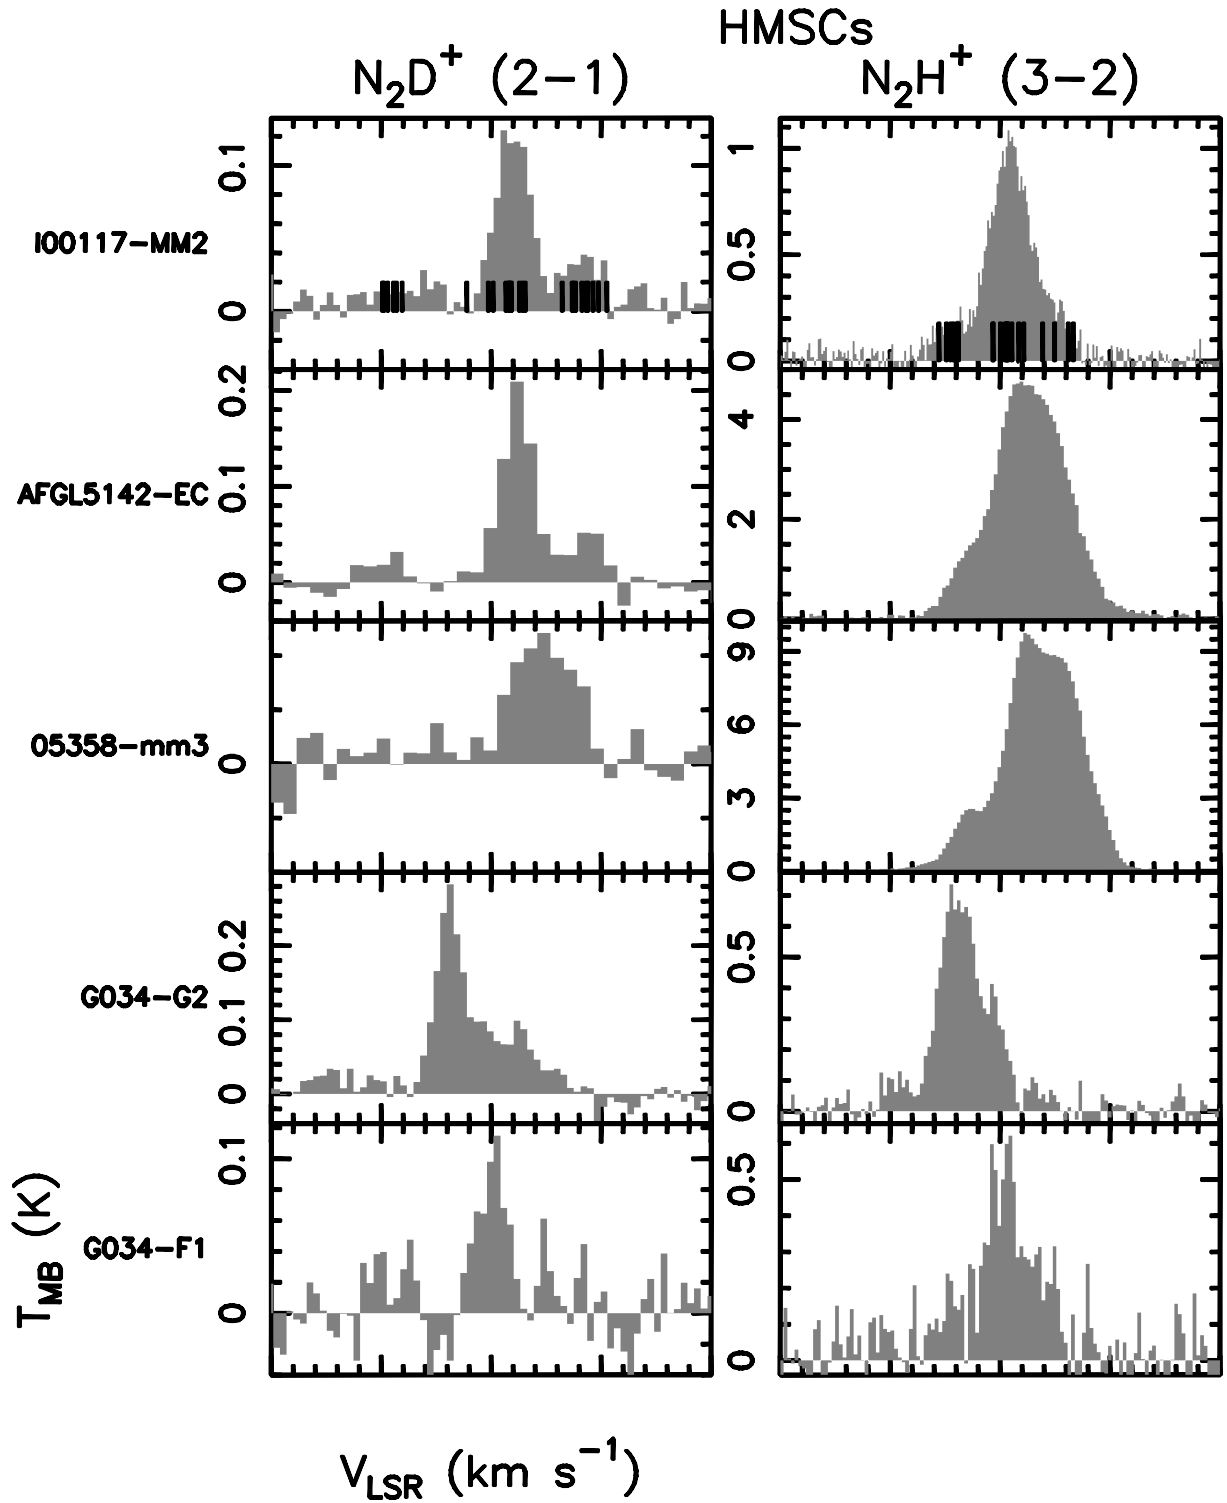 HMSCs
N₂D⁺ (2−1) N₂H⁺ (3−2)
I00117−MM2 0.1 0 1 0.5 0
AFGL5142−EC 0.2 0.1 0 4 2 0
05358−mm3 0 9 6 3 0
G034−G2 0.2 0.1 0 0.5 0
G034−F1 0.1 0 0.5 0
T_MB (K)
V_LSR (km s⁻¹)